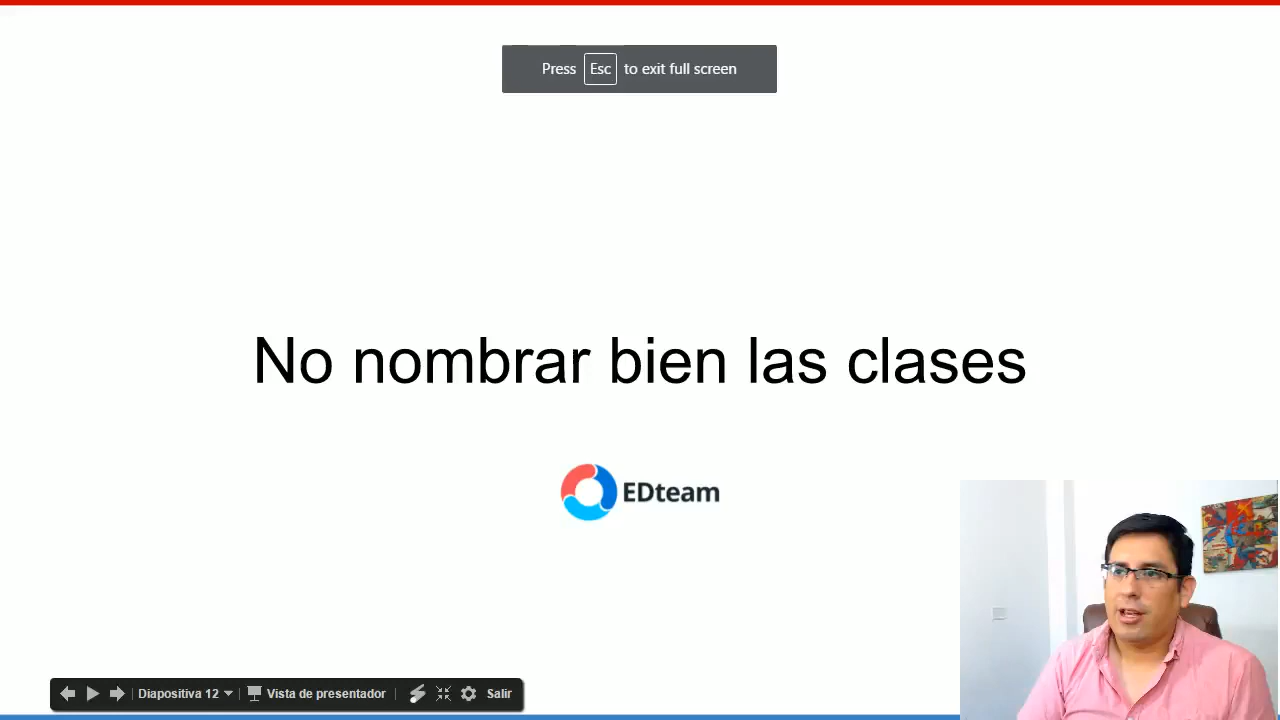 Press Esc to exit full screen
No nombrar bien las clases
EDteam
Diapositiva 12 Vista de presentador Salir